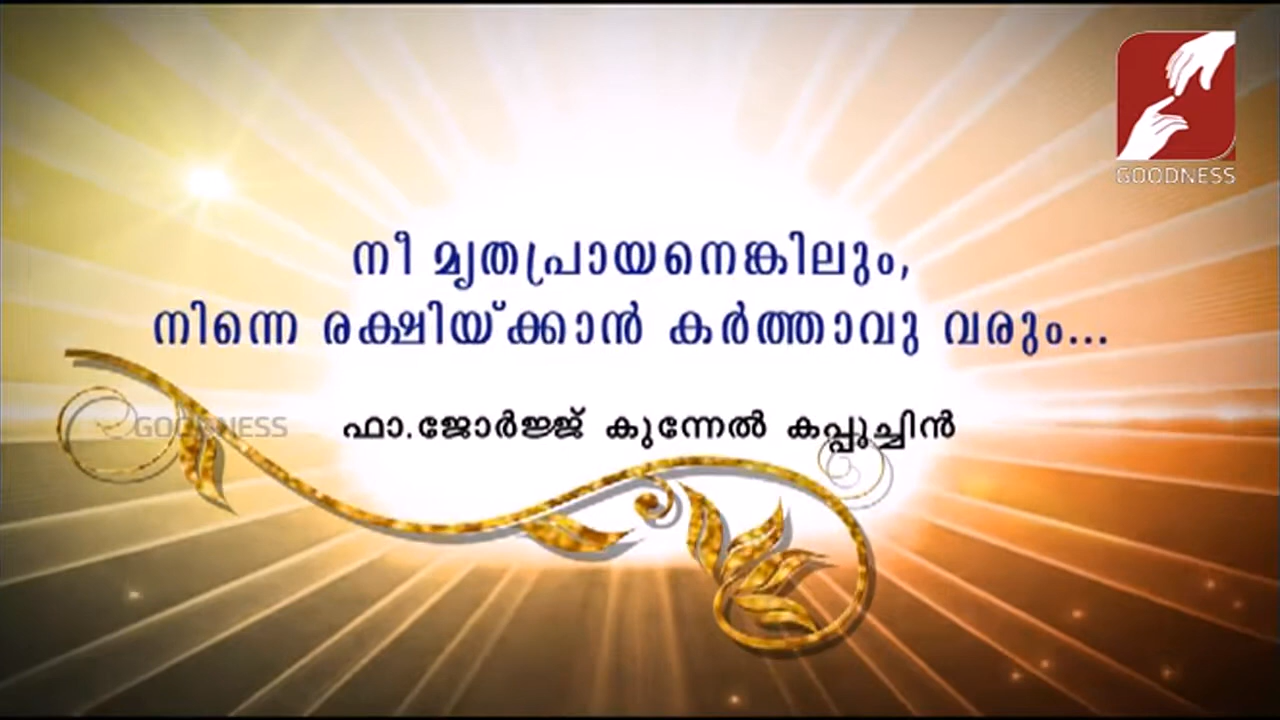 GOODNESS
നീ മൃതപ്രായനെങ്കിലും,
നിന്നെ രക്ഷിയ്ക്കാൻ കർത്താവു വരും...
GOODNESS
ഫാ.ജോർജ്ജ് കുന്നേൽ കപ്പൂച്ചിൻ